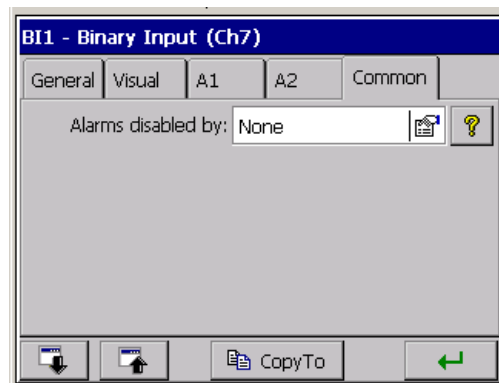 BI1 - Binary Input (Ch7)
General Visual A1 A2 Common
Alarms disabled by: None ?
CopyTo